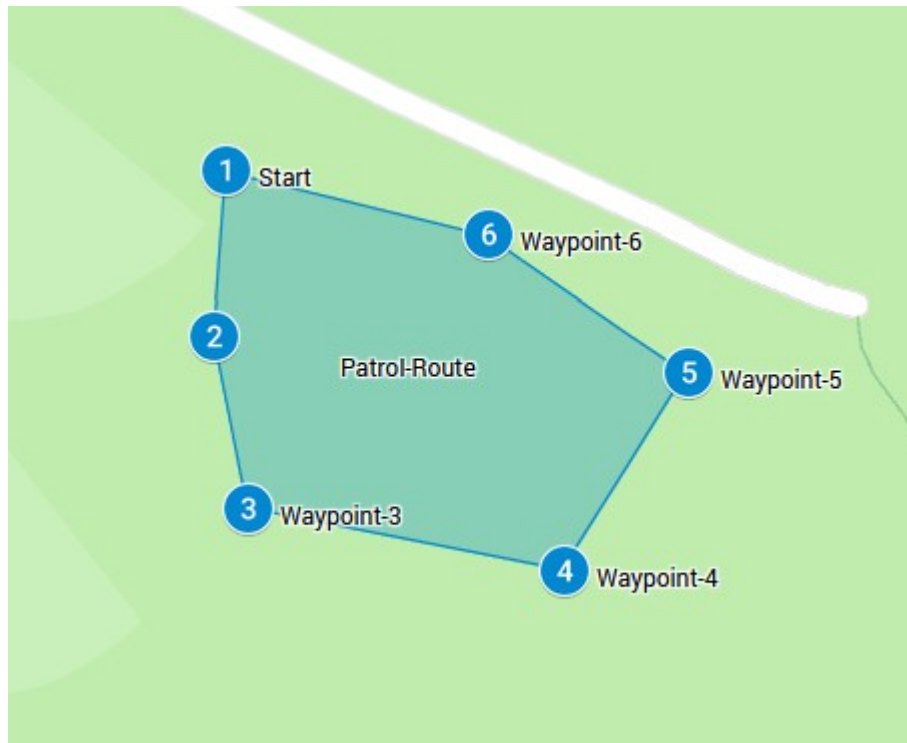 1 Start
6 Waypoint-6
2
Patrol-Route
5 Waypoint-5
3 Waypoint-3
4 Waypoint-4